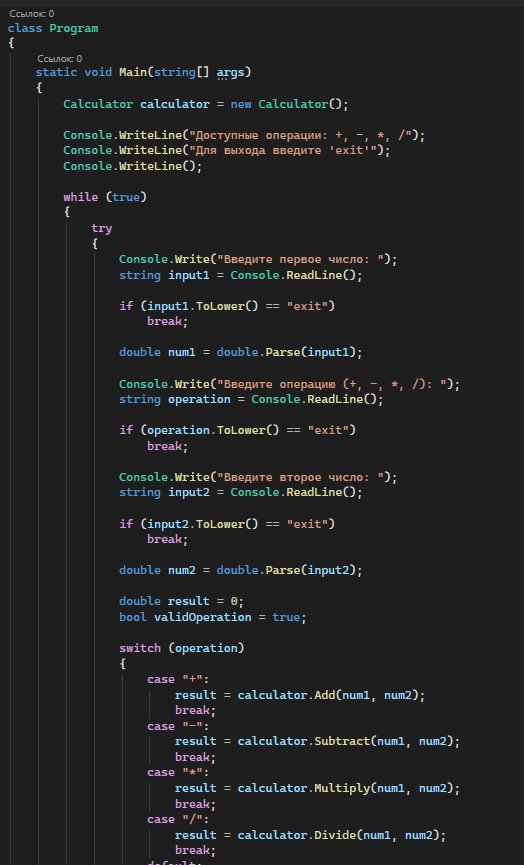 Ссылок: 0
class Program
{
Ссылок: 0
static void Main(string[] args)
{
Calculator calculator = new Calculator();
Console.WriteLine("Доступные операции: +, -, *, /");
Console.WriteLine("Для выхода введите 'exit'");
Console.WriteLine();
while (true)
{
try
{
Console.Write("Введите первое число: ");
string input1 = Console.ReadLine();
if (input1.ToLower() == "exit")
break;
double num1 = double.Parse(input1);
Console.Write("Введите операцию (+, -, *, /): ");
string operation = Console.ReadLine();
if (operation.ToLower() == "exit")
break;
Console.Write("Введите второе число: ");
string input2 = Console.ReadLine();
if (input2.ToLower() == "exit")
break;
double num2 = double.Parse(input2);
double result = 0;
bool validOperation = true;
switch (operation)
{
case "+":
result = calculator.Add(num1, num2);
break;
case "-":
result = calculator.Subtract(num1, num2);
break;
case "*":
result = calculator.Multiply(num1, num2);
break;
case "/":
result = calculator.Divide(num1, num2);
break;
default: